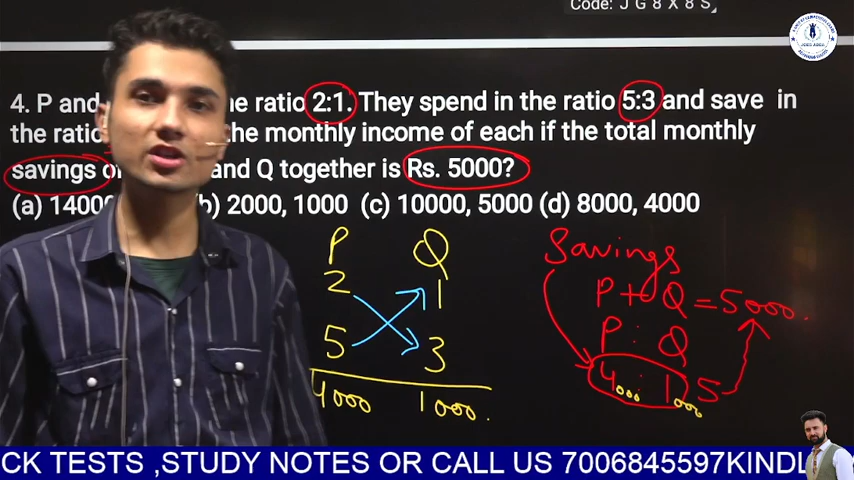 Code: J G 8 X 8 S
4. P and ne ratio 2:1. They spend in the ratio 5:3 and save in
the ratio the monthly income of each if the total monthly
savings o and Q together is Rs. 5000?
(a) 14000 b) 2000, 1000 (c) 10000, 5000 (d) 8000, 4000
P Q
2 1
5 3
4000 1000.
Savings
P + Q = 5000.
P : Q
4000 : 1000 5
CK TESTS ,STUDY NOTES OR CALL US 7006845597KINDL